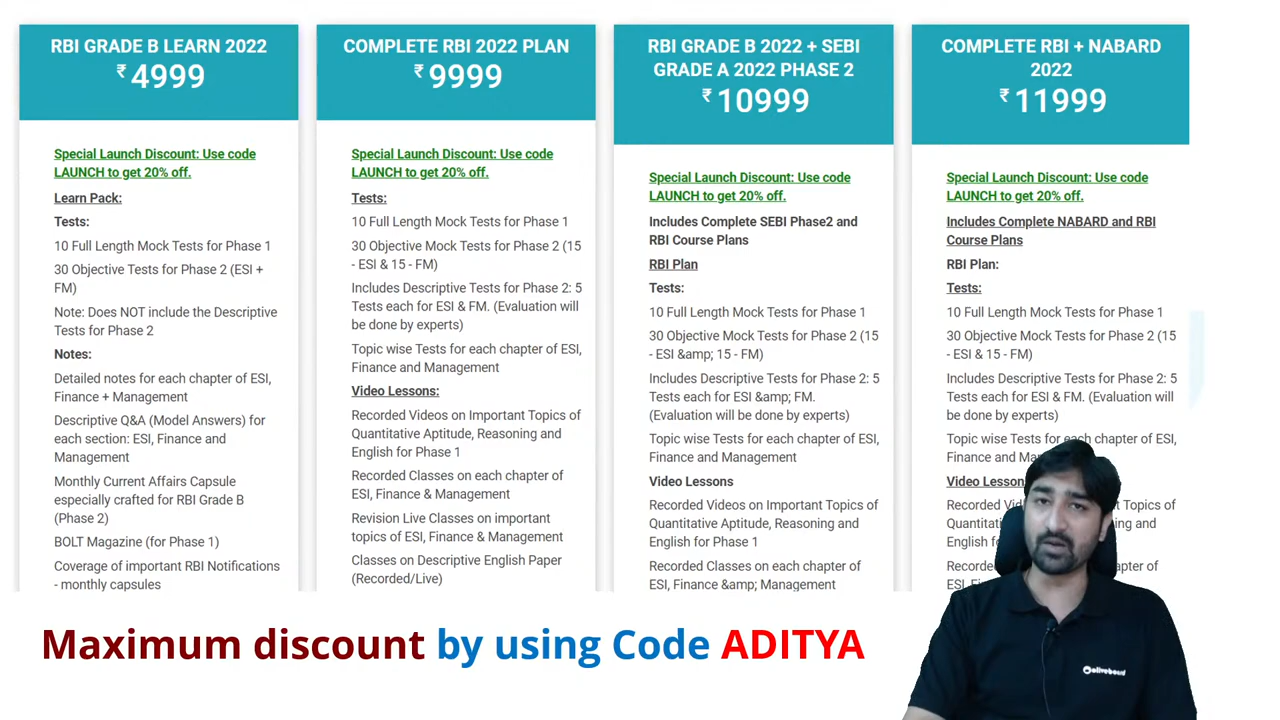 RBI GRADE B LEARN 2022
₹4999
Special Launch Discount: Use code
LAUNCH to get 20% off.
Learn Pack:
Tests:
10 Full Length Mock Tests for Phase 1
30 Objective Tests for Phase 2 (ESI +
FM)
Note: Does NOT include the Descriptive
Tests for Phase 2
Notes:
Detailed notes for each chapter of ESI,
Finance + Management
Descriptive Q&A (Model Answers) for
each section: ESI, Finance and
Management
Monthly Current Affairs Capsule
especially crafted for RBI Grade B
(Phase 2)
BOLT Magazine (for Phase 1)
Coverage of important RBI Notifications
- monthly capsules
COMPLETE RBI 2022 PLAN
₹9999
Special Launch Discount: Use code
LAUNCH to get 20% off.
Tests:
10 Full Length Mock Tests for Phase 1
30 Objective Mock Tests for Phase 2 (15
- ESI & 15 - FM)
Includes Descriptive Tests for Phase 2: 5
Tests each for ESI & FM. (Evaluation will
be done by experts)
Topic wise Tests for each chapter of ESI,
Finance and Management
Video Lessons:
Recorded Videos on Important Topics of
Quantitative Aptitude, Reasoning and
English for Phase 1
Recorded Classes on each chapter of
ESI, Finance & Management
Revision Live Classes on important
topics of ESI, Finance & Management
Classes on Descriptive English Paper
(Recorded/Live)
RBI GRADE B 2022 + SEBI
GRADE A 2022 PHASE 2
₹10999
Special Launch Discount: Use code
LAUNCH to get 20% off.
Includes Complete SEBI Phase2 and
RBI Course Plans
RBI Plan
Tests:
10 Full Length Mock Tests for Phase 1
30 Objective Mock Tests for Phase 2 (15
- ESI &amp; 15 - FM)
Includes Descriptive Tests for Phase 2: 5
Tests each for ESI &amp; FM.
(Evaluation will be done by experts)
Topic wise Tests for each chapter of ESI,
Finance and Management
Video Lessons
Recorded Videos on Important Topics of
Quantitative Aptitude, Reasoning and
English for Phase 1
Recorded Classes on each chapter of
ESI, Finance &amp; Management
COMPLETE RBI + NABARD
2022
₹11999
Special Launch Discount: Use code
LAUNCH to get 20% off.
Includes Complete NABARD and RBI
Course Plans
RBI Plan:
Tests:
10 Full Length Mock Tests for Phase 1
30 Objective Mock Tests for Phase 2 (15
- ESI & 15 - FM)
Includes Descriptive Tests for Phase 2: 5
Tests each for ESI & FM. (Evaluation will
be done by experts)
Topic wise Tests for each chapter of ESI,
Finance and
Video
Recorded Topics of
and
English
of
ESI,
Maximum discount by using Code ADITYA
oliveboard